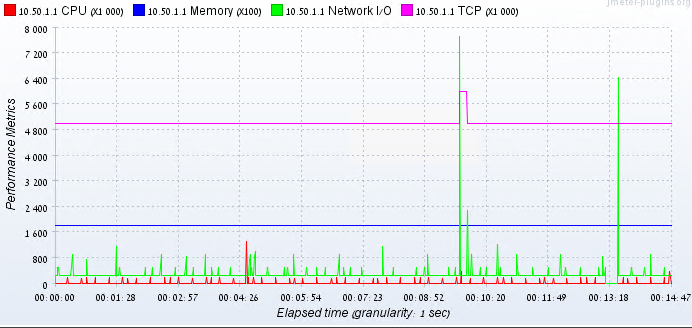 jmeter-plugins.org
10.50.1.1 CPU (X1 000) 10.50.1.1 Memory (X100) 10.50.1.1 Network I/O 10.50.1.1 TCP (X1 000)
8 000
7 200
6 400
5 600
4 800
4 000
3 200
2 400
1 600
800
0
Performance Metrics
00:00:00 00:01:28 00:02:57 00:04:26 00:05:54 00:07:23 00:08:52 00:10:20 00:11:49 00:13:18 00:14:47
Elapsed time (granularity: 1 sec)